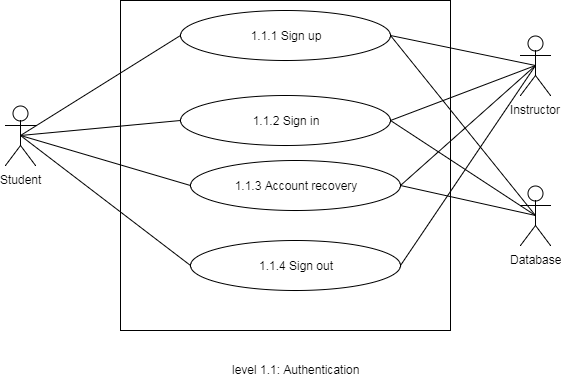 1.1.1 Sign up
Instructor
1.1.2 Sign in
Student
1.1.3 Account recovery
Database
1.1.4 Sign out
level 1.1: Authentication